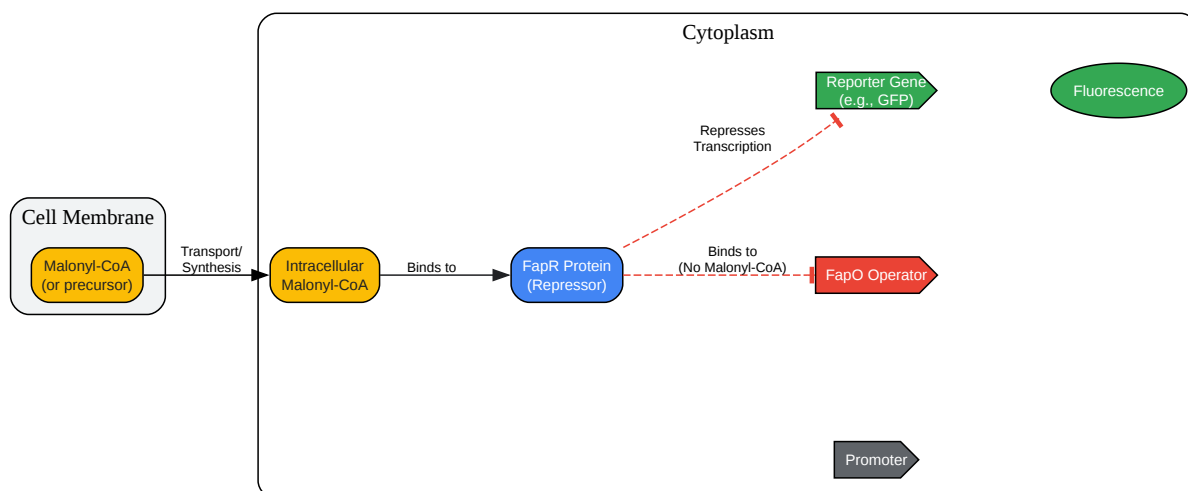 Cytoplasm
Reporter Gene
(e.g., GFP)
Fluorescence
Represses
Transcription
Cell Membrane
Malonyl-CoA
(or precursor)
Transport/
Synthesis
Intracellular
Malonyl-CoA
Binds to
FapR Protein
(Repressor)
Binds to
(No Malonyl-CoA)
FapO Operator
Promoter